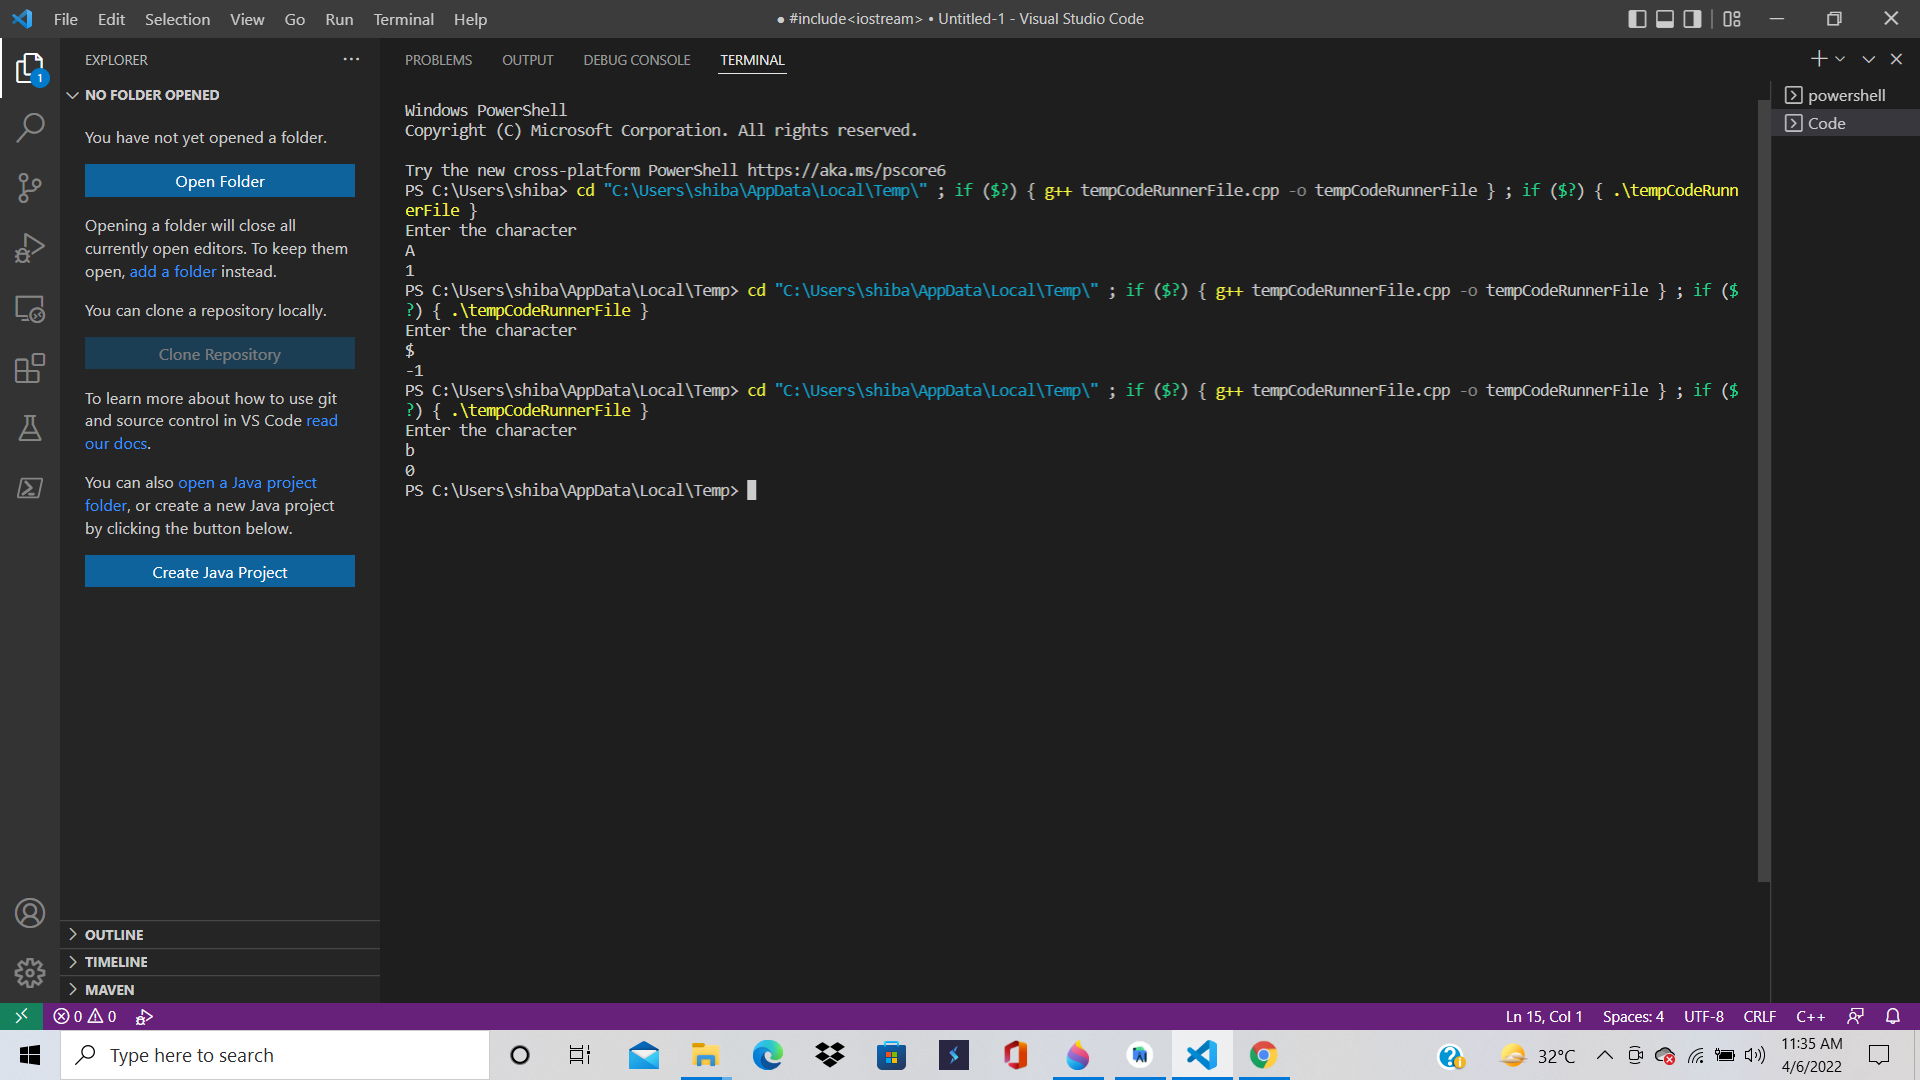 File Edit Selection View Go Run Terminal Help
● #include<iostream> • Untitled-1 - Visual Studio Code
1
EXPLORER
NO FOLDER OPENED
You have not yet opened a folder.
Open Folder
Opening a folder will close all
currently open editors. To keep them
open, add a folder instead.
You can clone a repository locally.
Clone Repository
To learn more about how to use git
and source control in VS Code read
our docs.
You can also open a Java project
folder, or create a new Java project
by clicking the button below.
Create Java Project
OUTLINE
TIMELINE
MAVEN
PROBLEMS OUTPUT DEBUG CONSOLE TERMINAL
Windows PowerShell
Copyright (C) Microsoft Corporation. All rights reserved.
Try the new cross-platform PowerShell https://aka.ms/pscore6
PS C:\Users\shiba> cd "C:\Users\shiba\AppData\Local\Temp\" ; if ($?) { g++ tempCodeRunnerFile.cpp -o tempCodeRunnerFile } ; if ($?) { .\tempCodeRunn
erFile }
Enter the character
A
1
PS C:\Users\shiba\AppData\Local\Temp> cd "C:\Users\shiba\AppData\Local\Temp\" ; if ($?) { g++ tempCodeRunnerFile.cpp -o tempCodeRunnerFile } ; if ($
?) { .\tempCodeRunnerFile }
Enter the character
$
-1
PS C:\Users\shiba\AppData\Local\Temp> cd "C:\Users\shiba\AppData\Local\Temp\" ; if ($?) { g++ tempCodeRunnerFile.cpp -o tempCodeRunnerFile } ; if ($
?) { .\tempCodeRunnerFile }
Enter the character
b
0
PS C:\Users\shiba\AppData\Local\Temp>
powershell
Code
0 0
Ln 15, Col 1 Spaces: 4 UTF-8 CRLF C++
Type here to search
32°C
11:35 AM
4/6/2022